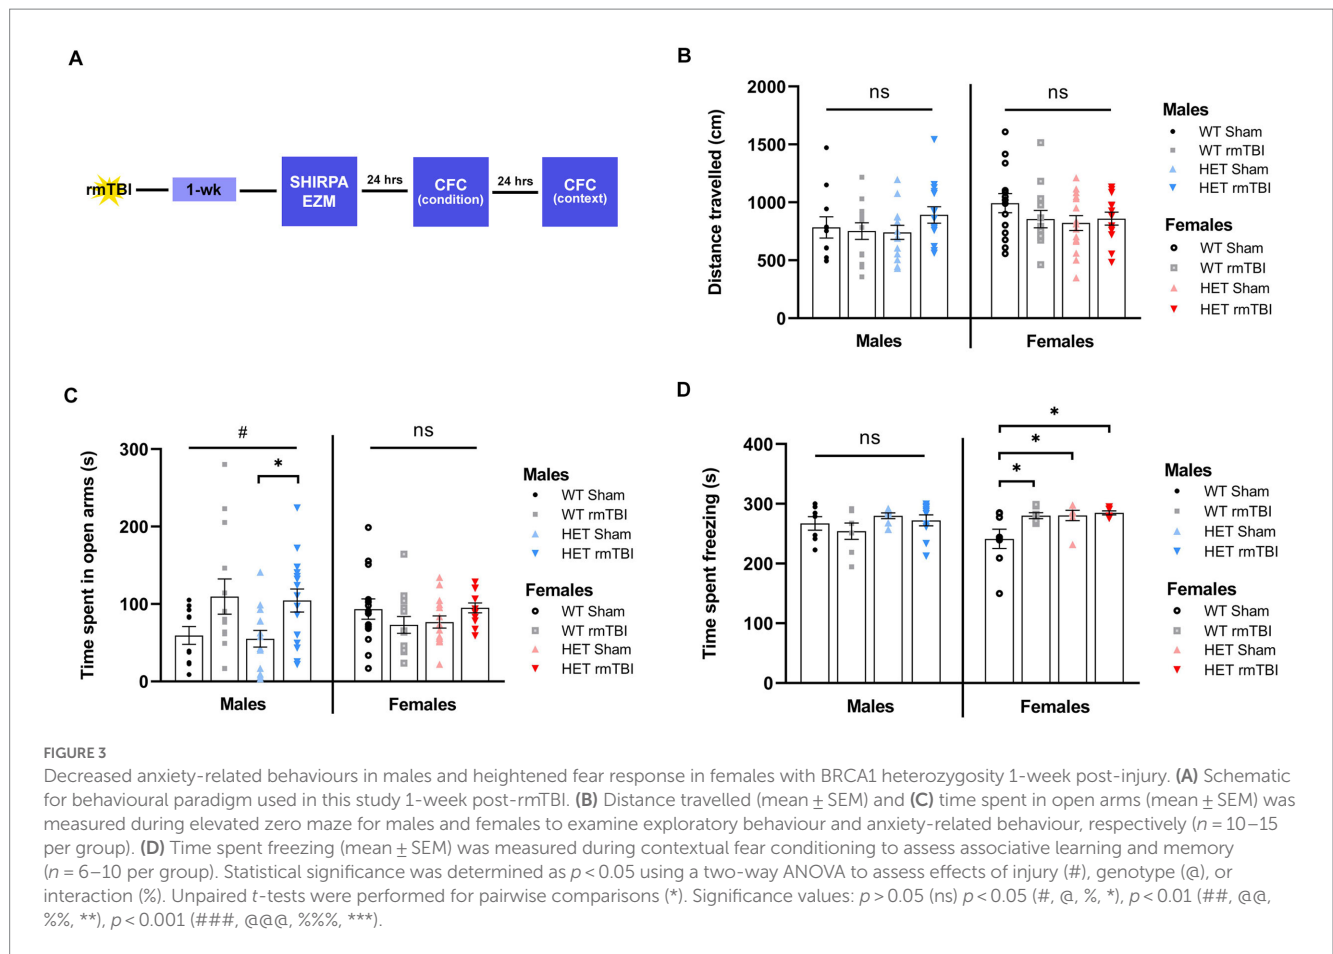 A
rmTBI
1-wk
SHIRPA
EZM
24 hrs
CFC
(condition)
24 hrs
CFC
(context)
B
Distance travelled (cm)
2000
1500
1000
500
0
ns
ns
Males
Females
Males
WT Sham
WT rmTBI
HET Sham
HET rmTBI
Females
WT Sham
WT rmTBI
HET Sham
HET rmTBI
C
Time spent in open arms (s)
300
200
100
0
#
*
ns
Males
Females
Males
WT Sham
WT rmTBI
HET Sham
HET rmTBI
Females
WT Sham
WT rmTBI
HET Sham
HET rmTBI
D
Time spent freezing (s)
400
300
200
100
0
ns
*
*
*
Males
Females
Males
WT Sham
WT rmTBI
HET Sham
HET rmTBI
Females
WT Sham
WT rmTBI
HET Sham
HET rmTBI
FIGURE 3
Decreased anxiety-related behaviours in males and heightened fear response in females with BRCA1 heterozygosity 1-week post-injury. (A) Schematic
for behavioural paradigm used in this study 1-week post-rmTBI. (B) Distance travelled (mean ± SEM) and (C) time spent in open arms (mean ± SEM) was
measured during elevated zero maze for males and females to examine exploratory behaviour and anxiety-related behaviour, respectively (n = 10–15
per group). (D) Time spent freezing (mean ± SEM) was measured during contextual fear conditioning to assess associative learning and memory
(n = 6–10 per group). Statistical significance was determined as p < 0.05 using a two-way ANOVA to assess effects of injury (#), genotype (@), or
interaction (%). Unpaired t-tests were performed for pairwise comparisons (*). Significance values: p > 0.05 (ns) p < 0.05 (#, @, %, *), p < 0.01 (##, @@,
%%, **), p < 0.001 (###, @@@, %%%, ***).